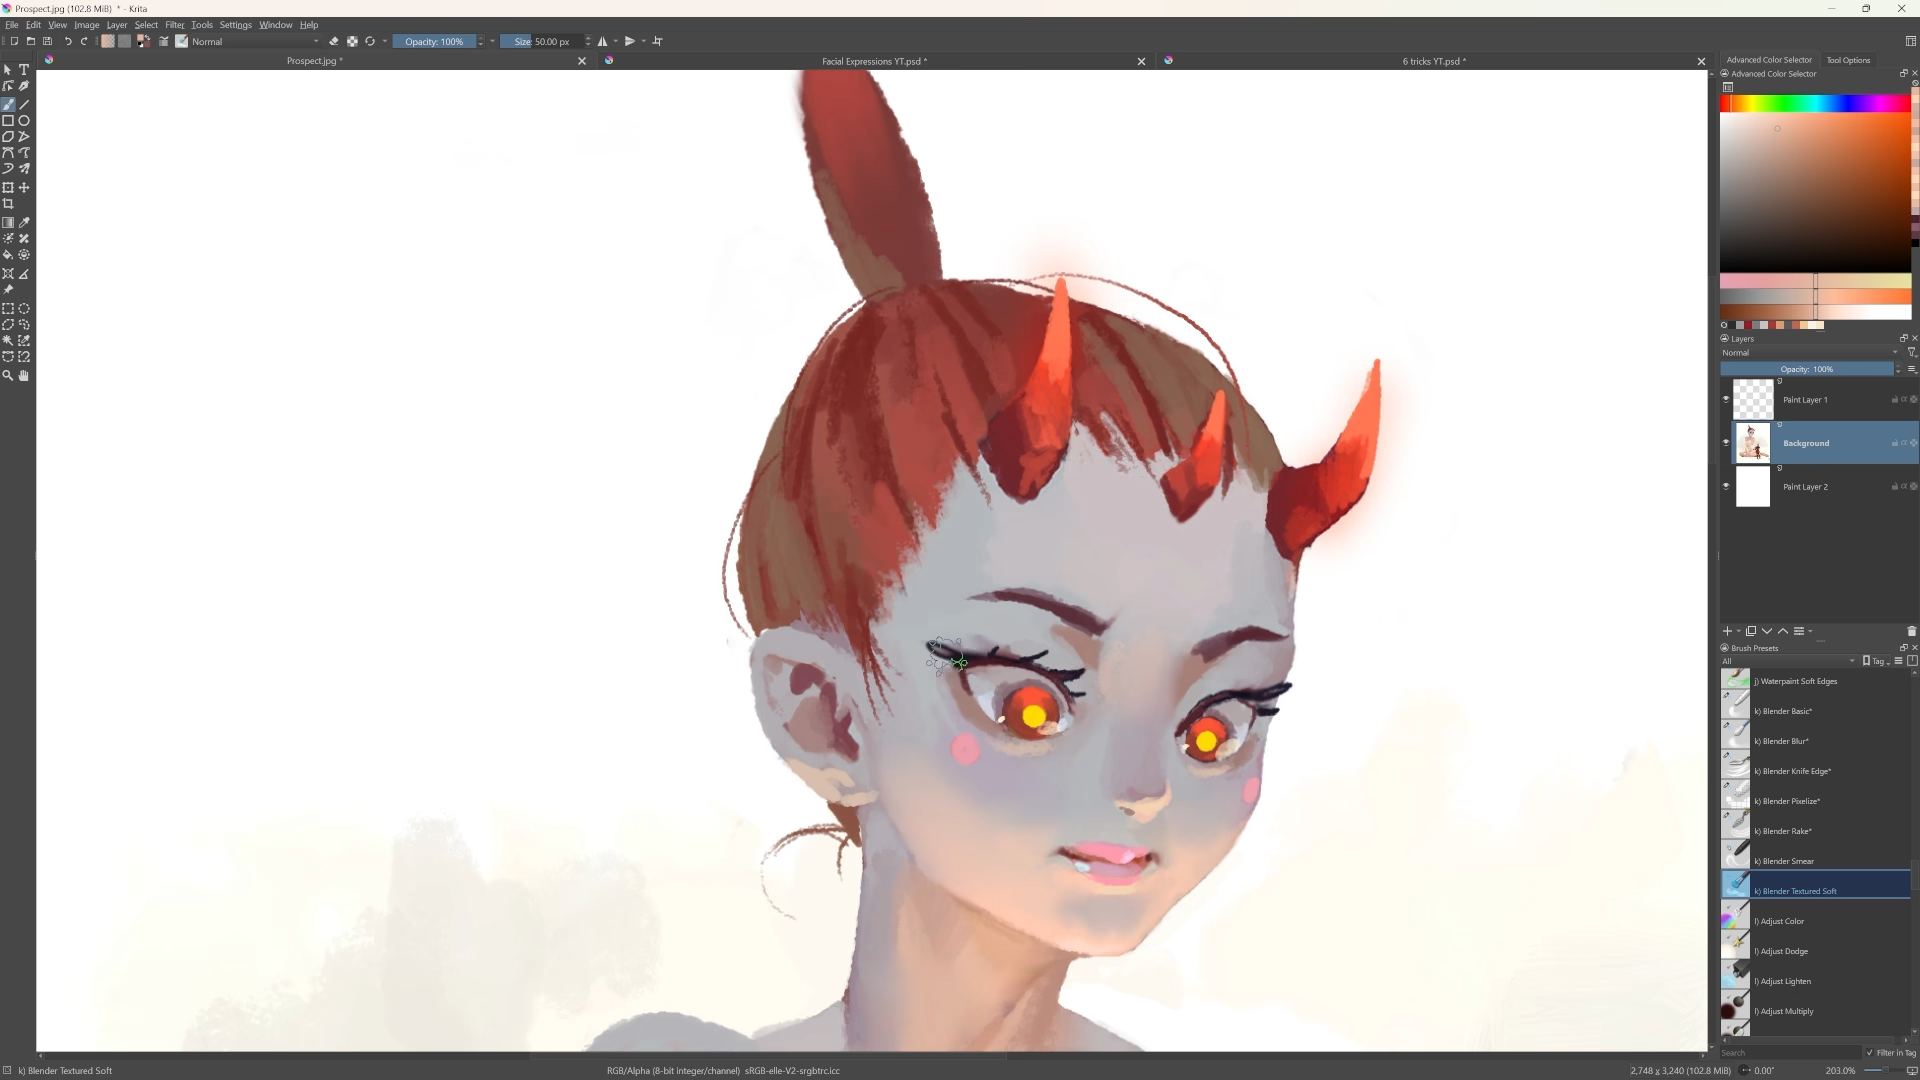 Prospect.jpg (102.8 MiB) * - Krita
File Edit View Image Layer Select Filter Tools Settings Window Help
Normal
Opacity: 100%
Size: 50.00 px
Prospect.jpg *
Facial Expressions YT.psd *
6 tricks YT.psd *
Advanced Color Selector
Tool Options
Advanced Color Selector
Layers
Normal
Opacity: 100%
Paint Layer 1
Background
Paint Layer 2
Brush Presets
All
Tag
j) Waterpaint Soft Edges
k) Blender Basic*
k) Blender Blur*
k) Blender Knife Edge*
k) Blender Pixelize*
k) Blender Rake*
k) Blender Smear
k) Blender Textured Soft
l) Adjust Color
l) Adjust Dodge
l) Adjust Lighten
l) Adjust Multiply
Search
Filter in Tag
k) Blender Textured Soft
RGB/Alpha (8-bit integer/channel) sRGB-elle-V2-srgbtrc.icc
2,748 x 3,240 (102.8 MiB)
0.00°
203.0%